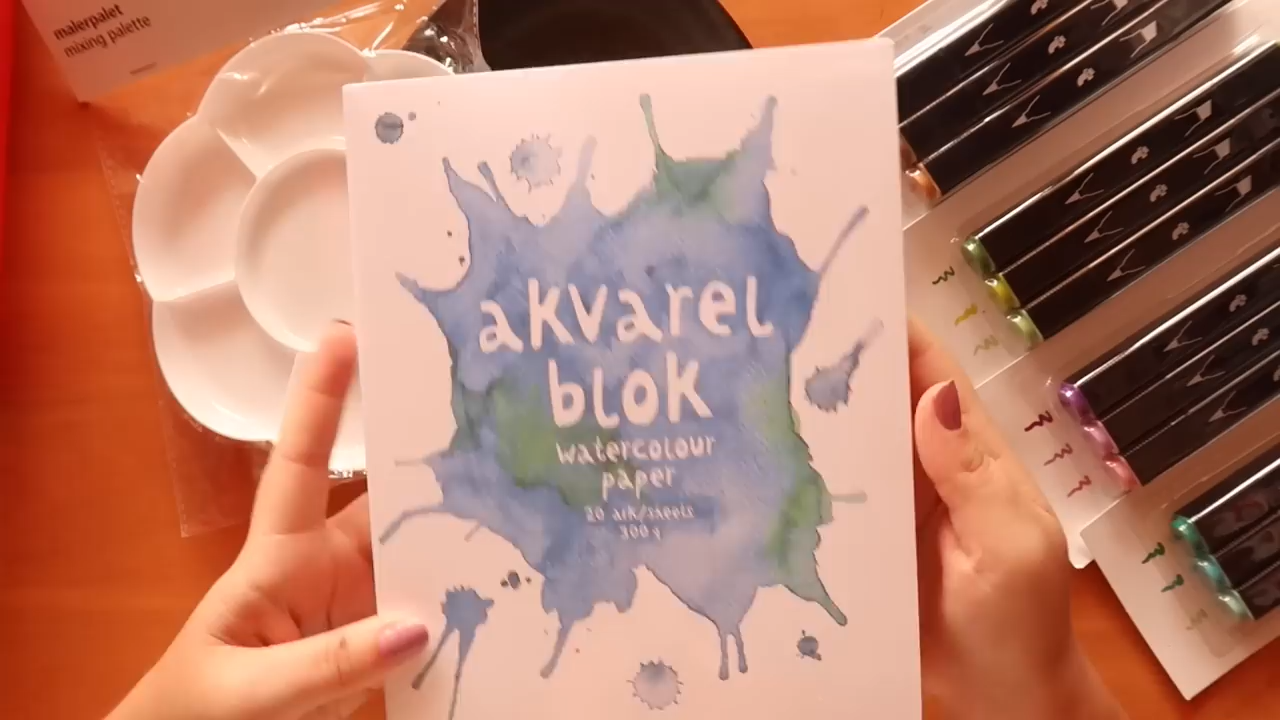 malerpalet
mixing palette
akvarel
blok
watercolour
paper
20 ark/sheets
300 g